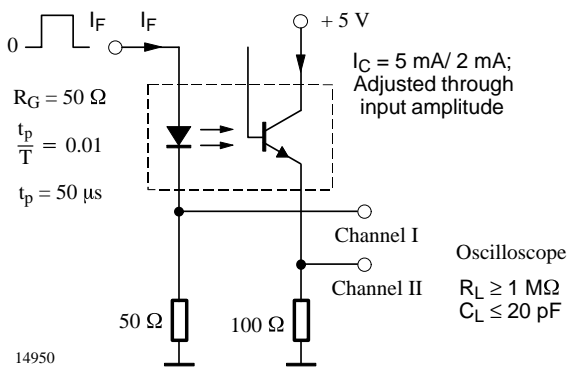 0
I_F
I_F
+ 5 V
I_C = 5 mA/ 2 mA;
Adjusted through
input amplitude
R_G = 50 Ω
t_p
T
= 0.01
t_p = 50 μs
Channel I
Channel II
Oscilloscope
R_L ≥ 1 MΩ
C_L ≤ 20 pF
50 Ω
100 Ω
14950